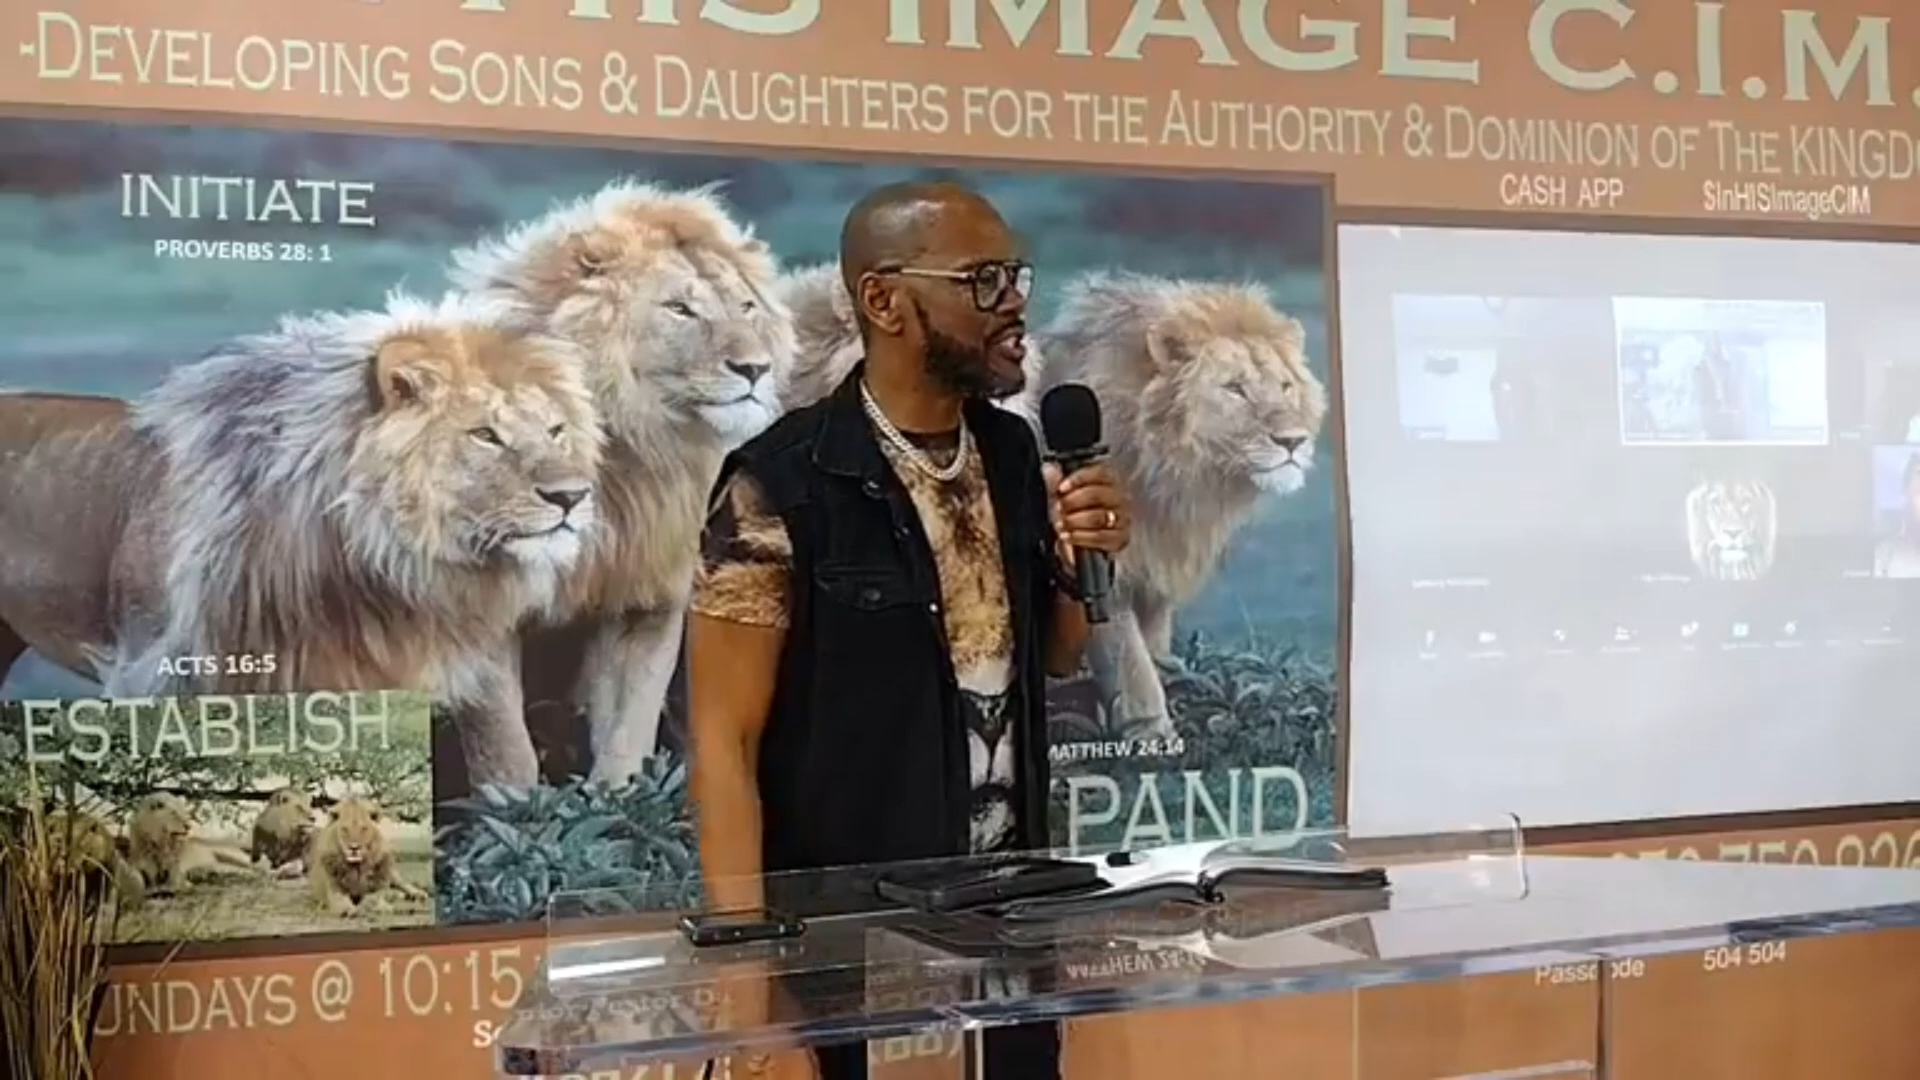 HIS IMAGE C.I.M.
-DEVELOPING SONS & DAUGHTERS FOR THE AUTHORITY & DOMINION OF THE KINGDO
CASH APP $InHISImageCIM
INITIATE
PROVERBS 28: 1
ACTS 16:5
ESTABLISH
MATTHEW 24:14
PAND
UNDAYS @ 10:15
Passcode 504 504